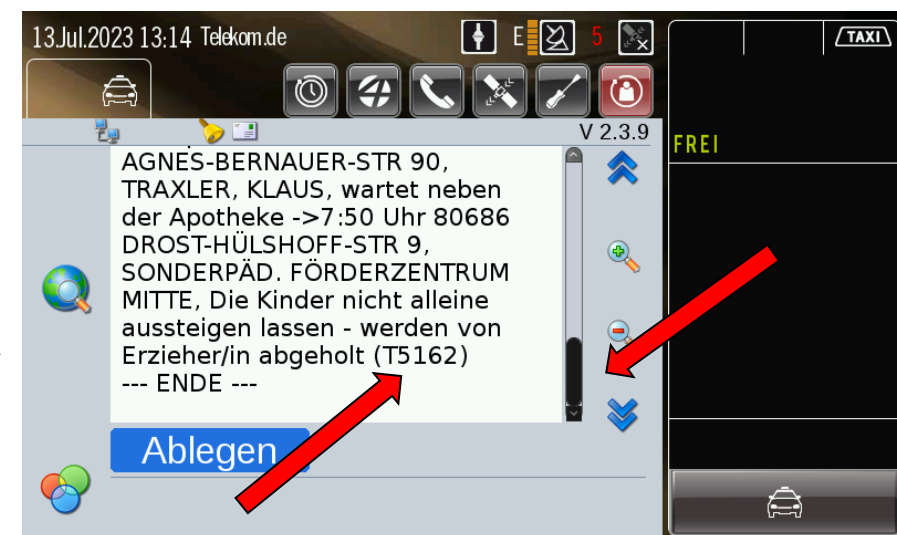 13.Jul.2023 13:14 Telekom.de
E
5
TAXI
V 2.3.9
FREI
AGNES-BERNAUER-STR 90,
TRAXLER, KLAUS, wartet neben
der Apotheke ->7:50 Uhr 80686
DROST-HÜLSHOFF-STR 9,
SONDERPÄD. FÖRDERZENTRUM
MITTE, Die Kinder nicht alleine
aussteigen lassen - werden von
Erzieher/in abgeholt (T5162)
--- ENDE ---
Ablegen